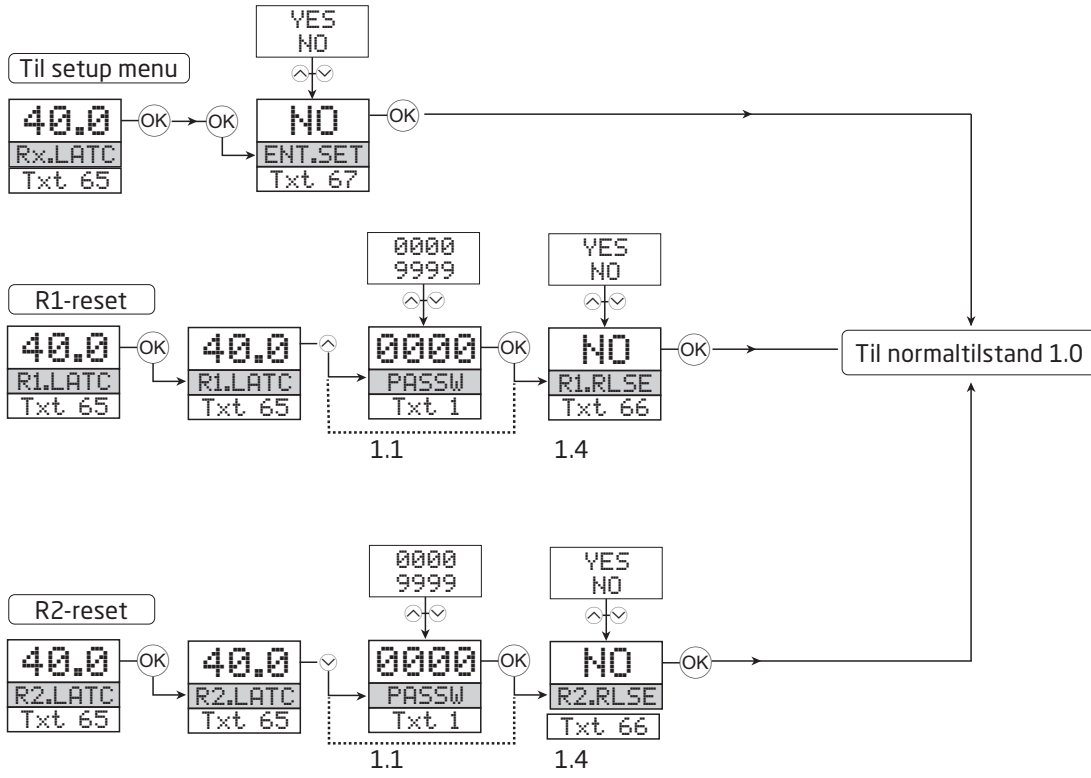 YES
NO
Til setup menu
40.0 OK OK NO OK
Rx.LATC ENT.SET
Txt 65 Txt 67
0000 YES
9999 NO
R1-reset
40.0 OK 40.0 0000 OK NO OK Til normaltilstand 1.0
R1.LATC R1.LATC PASSW R1.RLSE
Txt 65 Txt 65 Txt 1 Txt 66
1.1 1.4
0000 YES
9999 NO
R2-reset
40.0 OK 40.0 0000 OK NO OK
R2.LATC R2.LATC PASSW R2.RLSE
Txt 65 Txt 65 Txt 1 Txt 66
1.1 1.4